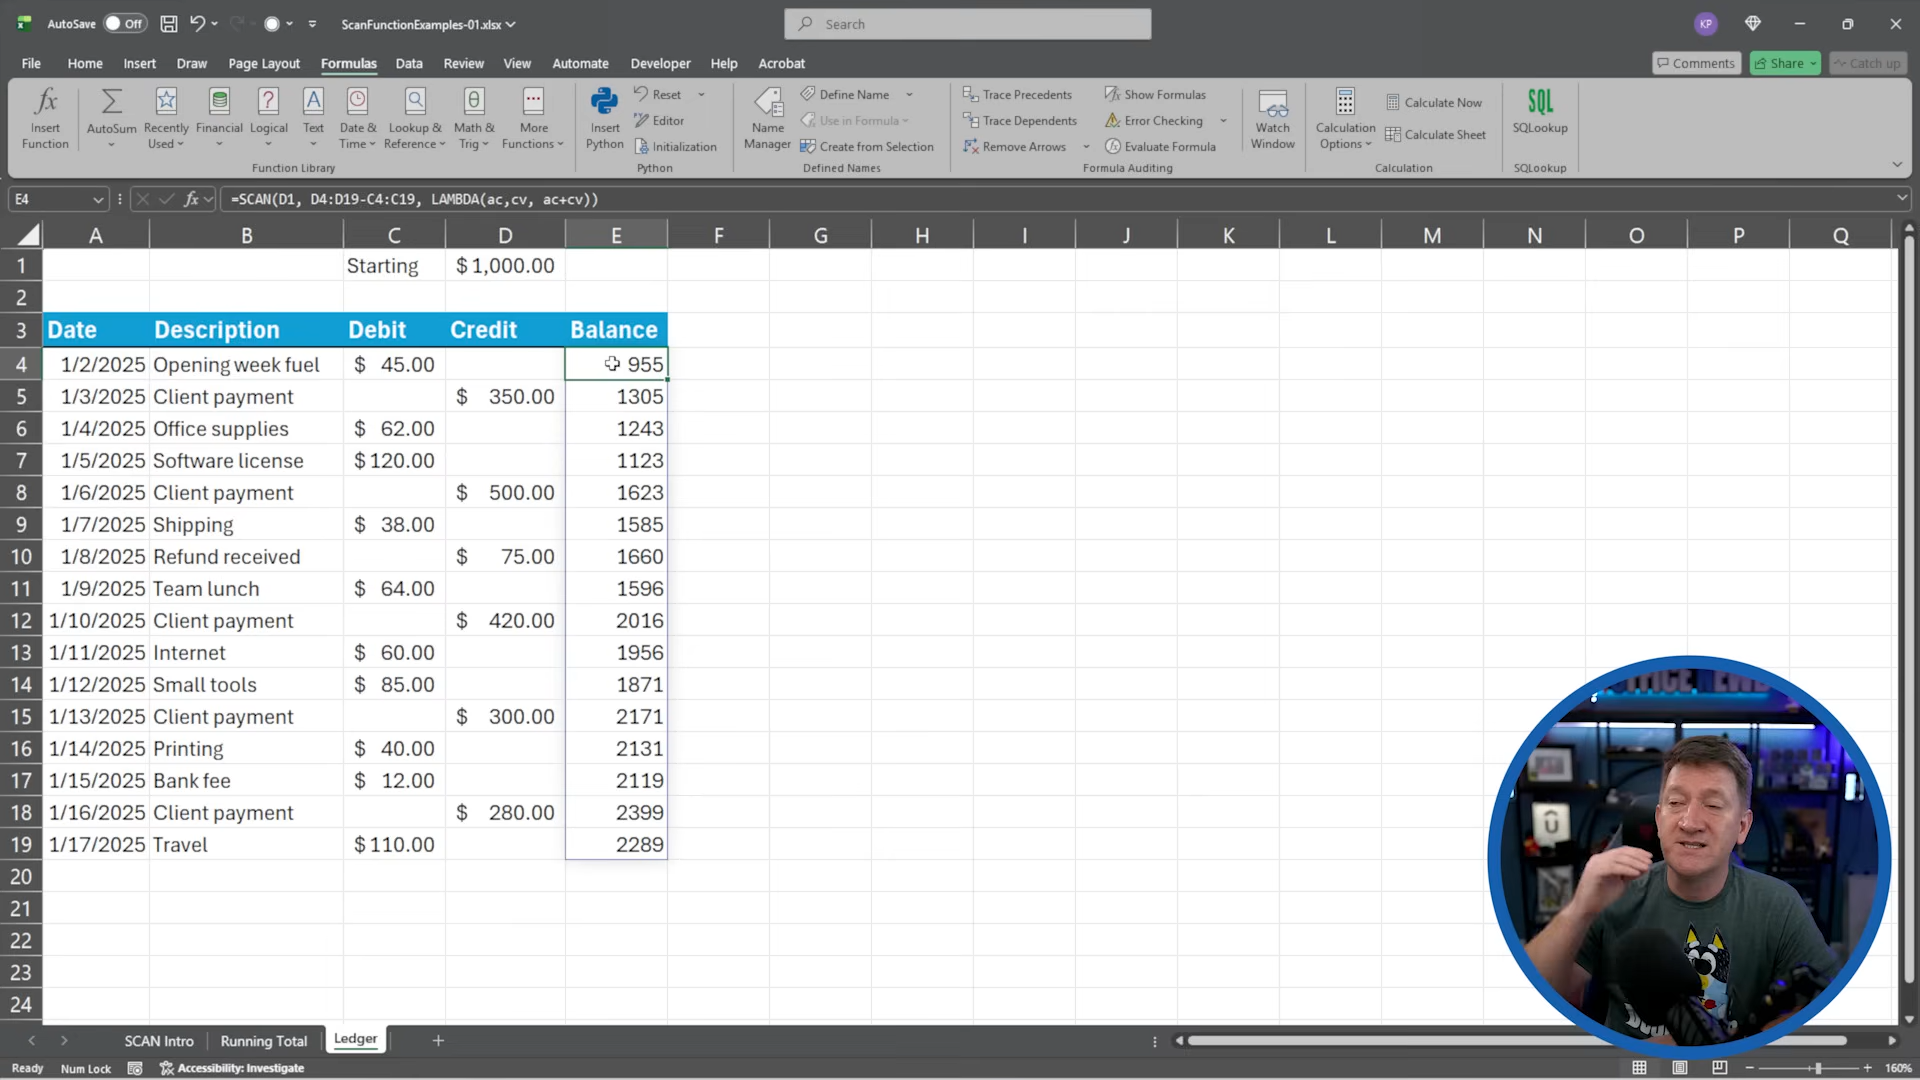 AutoSave Off ScanFunctionExamples-01.xlsx Search KP
File Home Insert Draw Page Layout Formulas Data Review View Automate Developer Help Acrobat Comments Share Catch up
fx Σ ? A θ Reset Define Name Trace Precedents Show Formulas Calculate Now SQL
Insert Function AutoSum Recently Used Financial Logical Text Date & Time Lookup & Reference Math & Trig More Functions Insert Python Editor Name Manager Use in Formula Trace Dependents Error Checking Watch Window Calculation Options Calculate Sheet SQLookup
Initialization Create from Selection Remove Arrows Evaluate Formula
Function Library Python Defined Names Formula Auditing Calculation SQLookup
E4 fx =SCAN(D1, D4:D19-C4:C19, LAMBDA(ac,cv, ac+cv))
A B C D E F G H I J K L M N O P Q
1 Starting $ 1,000.00
2
3 Date Description Debit Credit Balance
4 1/2/2025 Opening week fuel $ 45.00 955
5 1/3/2025 Client payment $ 350.00 1305
6 1/4/2025 Office supplies $ 62.00 1243
7 1/5/2025 Software license $ 120.00 1123
8 1/6/2025 Client payment $ 500.00 1623
9 1/7/2025 Shipping $ 38.00 1585
10 1/8/2025 Refund received $ 75.00 1660
11 1/9/2025 Team lunch $ 64.00 1596
12 1/10/2025 Client payment $ 420.00 2016
13 1/11/2025 Internet $ 60.00 1956
14 1/12/2025 Small tools $ 85.00 1871
15 1/13/2025 Client payment $ 300.00 2171
16 1/14/2025 Printing $ 40.00 2131
17 1/15/2025 Bank fee $ 12.00 2119
18 1/16/2025 Client payment $ 280.00 2399
19 1/17/2025 Travel $ 110.00 2289
20
21
22
23
24
SCAN Intro Running Total Ledger +
Ready Num Lock Accessibility: Investigate 160%